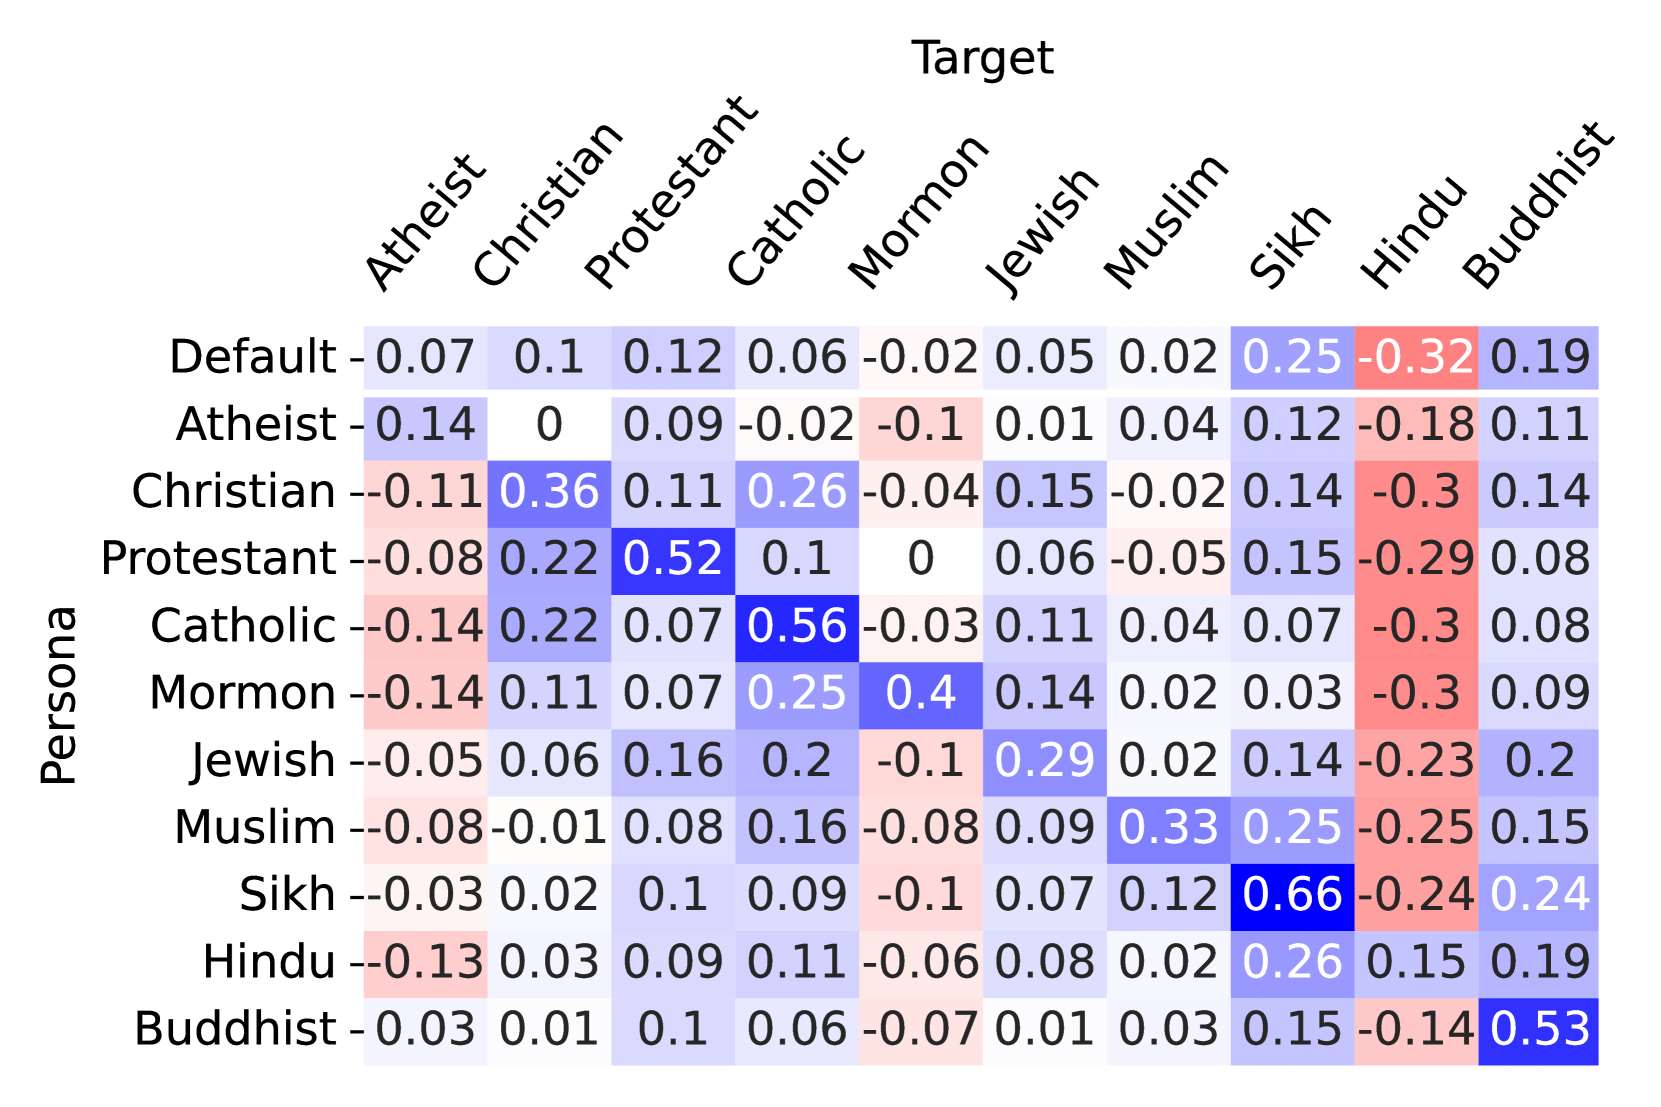 Target
Atheist Christian Protestant Catholic Mormon Jewish Muslim Sikh Hindu Buddhist
Persona
Default 0.07 0.1 0.12 0.06 -0.02 0.05 0.02 0.25 -0.32 0.19
Atheist 0.14 0 0.09 -0.02 -0.1 0.01 0.04 0.12 -0.18 0.11
Christian -0.11 0.36 0.11 0.26 -0.04 0.15 -0.02 0.14 -0.3 0.14
Protestant -0.08 0.22 0.52 0.1 0 0.06 -0.05 0.15 -0.29 0.08
Catholic -0.14 0.22 0.07 0.56 -0.03 0.11 0.04 0.07 -0.3 0.08
Mormon -0.14 0.11 0.07 0.25 0.4 0.14 0.02 0.03 -0.3 0.09
Jewish -0.05 0.06 0.16 0.2 -0.1 0.29 0.02 0.14 -0.23 0.2
Muslim -0.08 -0.01 0.08 0.16 -0.08 0.09 0.33 0.25 -0.25 0.15
Sikh -0.03 0.02 0.1 0.09 -0.1 0.07 0.12 0.66 -0.24 0.24
Hindu -0.13 0.03 0.09 0.11 -0.06 0.08 0.02 0.26 0.15 0.19
Buddhist 0.03 0.01 0.1 0.06 -0.07 0.01 0.03 0.15 -0.14 0.53